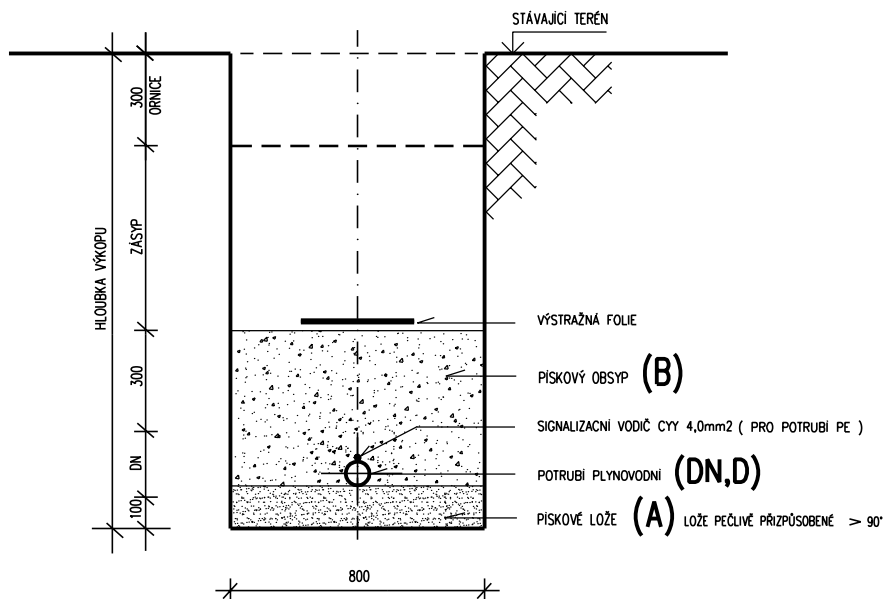 STÁVAJÍCÍ TERÉN
300
ORNICE
ZÁSYP
HLOUBKA VÝKOPU
VÝSTRAŽNÁ FOLIE
300
PÍSKOVÝ OBSYP (B)
SIGNALIZACNÍ VODIČ CYY 4,0mm2 ( PRO POTRUBÍ PE )
DN
POTRUBÍ PLYNOVODNÍ (DN,D)
100
PÍSKOVÉ LOŽE (A) LOŽE PEČLIVĚ PŘIZPŮSOBENÉ > 90°
800